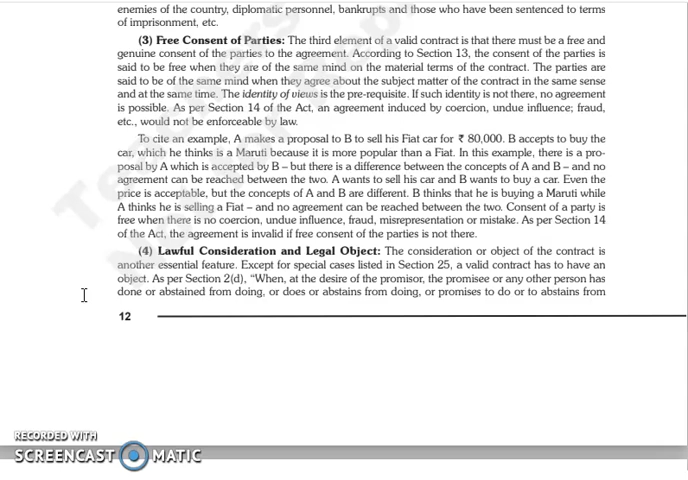 enemies of the country, diplomatic personnel, bankrupts and those who have been sentenced to terms
of imprisonment, etc.
(3) Free Consent of Parties: The third element of a valid contract is that there must be a free and
genuine consent of the parties to the agreement. According to Section 13, the consent of the parties is
said to be free when they are of the same mind on the material terms of the contract. The parties are
said to be of the same mind when they agree about the subject matter of the contract in the same sense
and at the same time. The identity of views is the pre-requisite. If such identity is not there, no agreement
is possible. As per Section 14 of the Act, an agreement induced by coercion, undue influence; fraud,
etc., would not be enforceable by law.
To cite an example, A makes a proposal to B to sell his Fiat car for ₹ 80,000. B accepts to buy the
car, which he thinks is a Maruti because it is more popular than a Fiat. In this example, there is a pro-
posal by A which is accepted by B – but there is a difference between the concepts of A and B – and no
agreement can be reached between the two. A wants to sell his car and B wants to buy a car. Even the
price is acceptable, but the concepts of A and B are different. B thinks that he is buying a Maruti while
A thinks he is selling a Fiat – and no agreement can be reached between the two. Consent of a party is
free when there is no coercion, undue influence, fraud, misrepresentation or mistake. As per Section 14
of the Act, the agreement is invalid if free consent of the parties is not there.
(4) Lawful Consideration and Legal Object: The consideration or object of the contract is
another essential feature. Except for special cases listed in Section 25, a valid contract has to have an
object. As per Section 2(d), “When, at the desire of the promisor, the promisee or any other person has
done or abstained from doing, or does or abstains from doing, or promises to do or to abstains from
12
RECORDED WITH
SCREENCAST MATIC